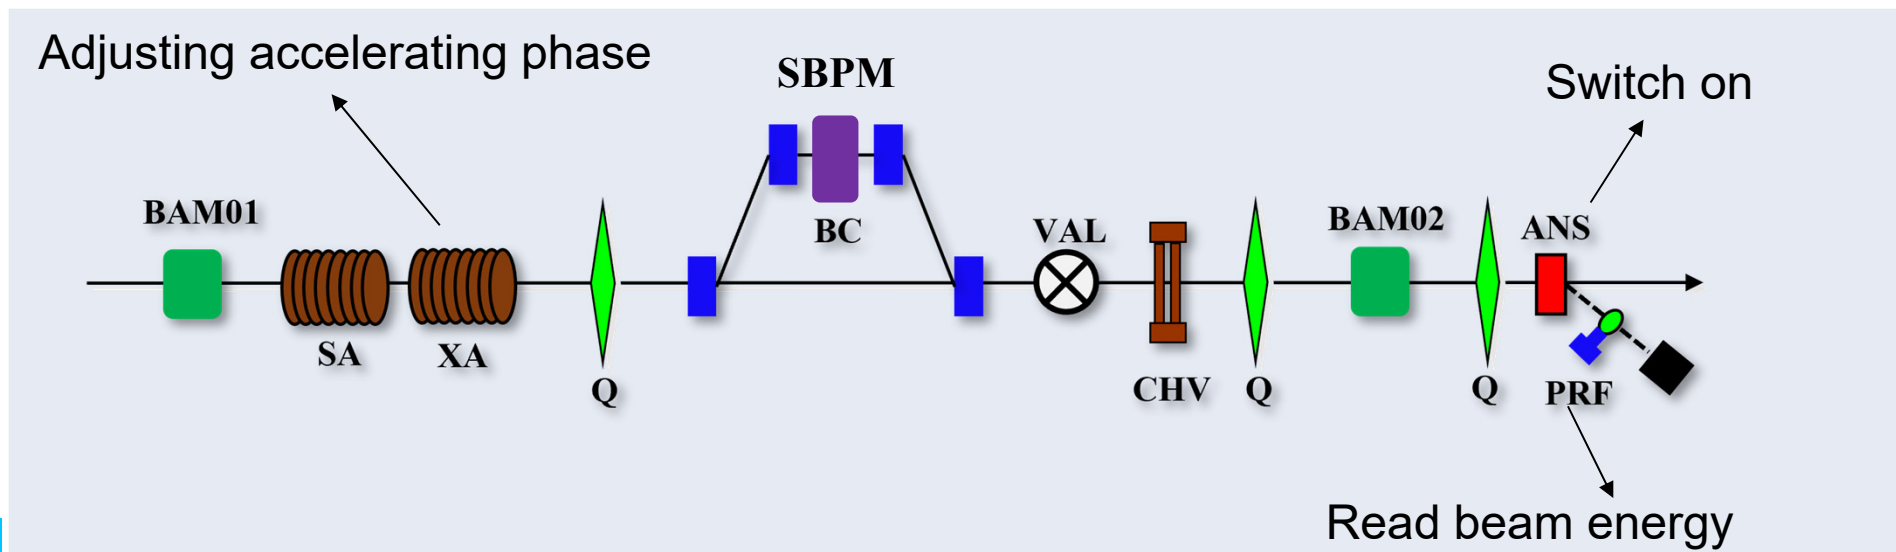 Adjusting accelerating phase
SBPM
Switch on
BAM01
BC
VAL
BAM02
ANS
SA
XA
Q
CHV
Q
Q
PRF
Read beam energy